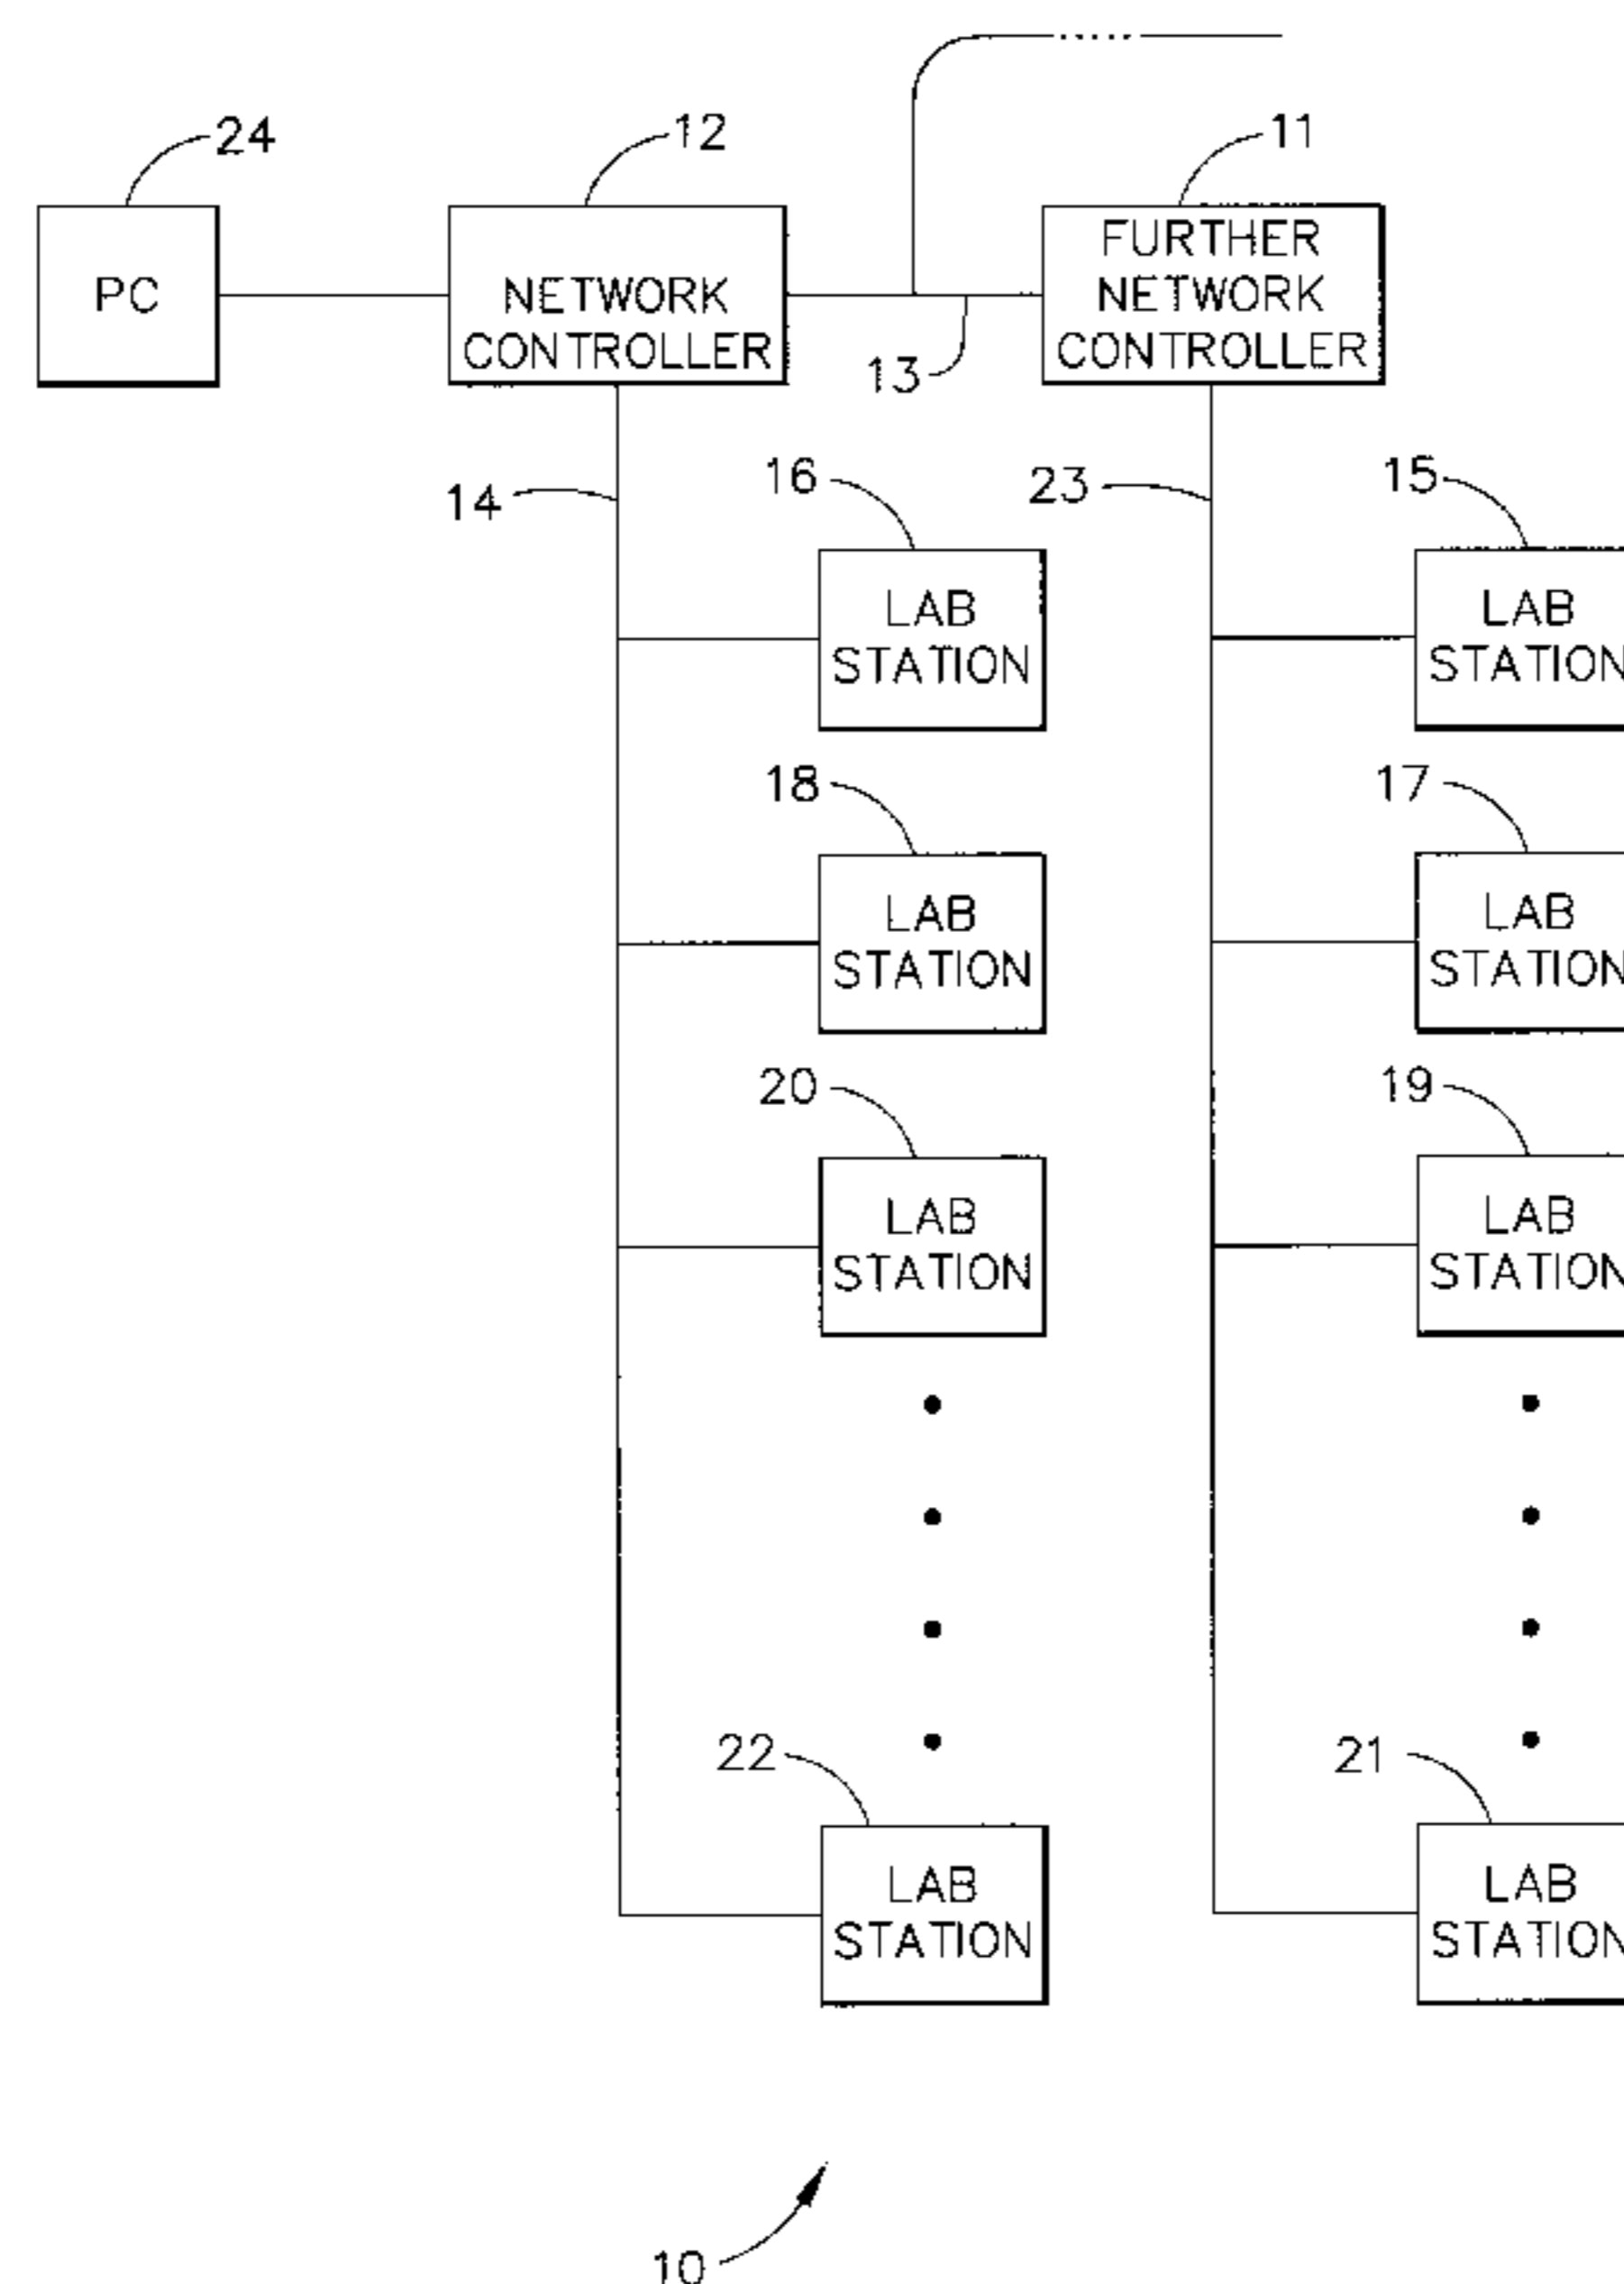 24
12
11
PC
NETWORK
CONTROLLER
FURTHER
NETWORK
CONTROLLER
13
14
16
23
15
LAB
STATION
LAB
STATION
18
17
LAB
STATION
LAB
STATION
20
19
LAB
STATION
LAB
STATION
22
21
LAB
STATION
LAB
STATION
10